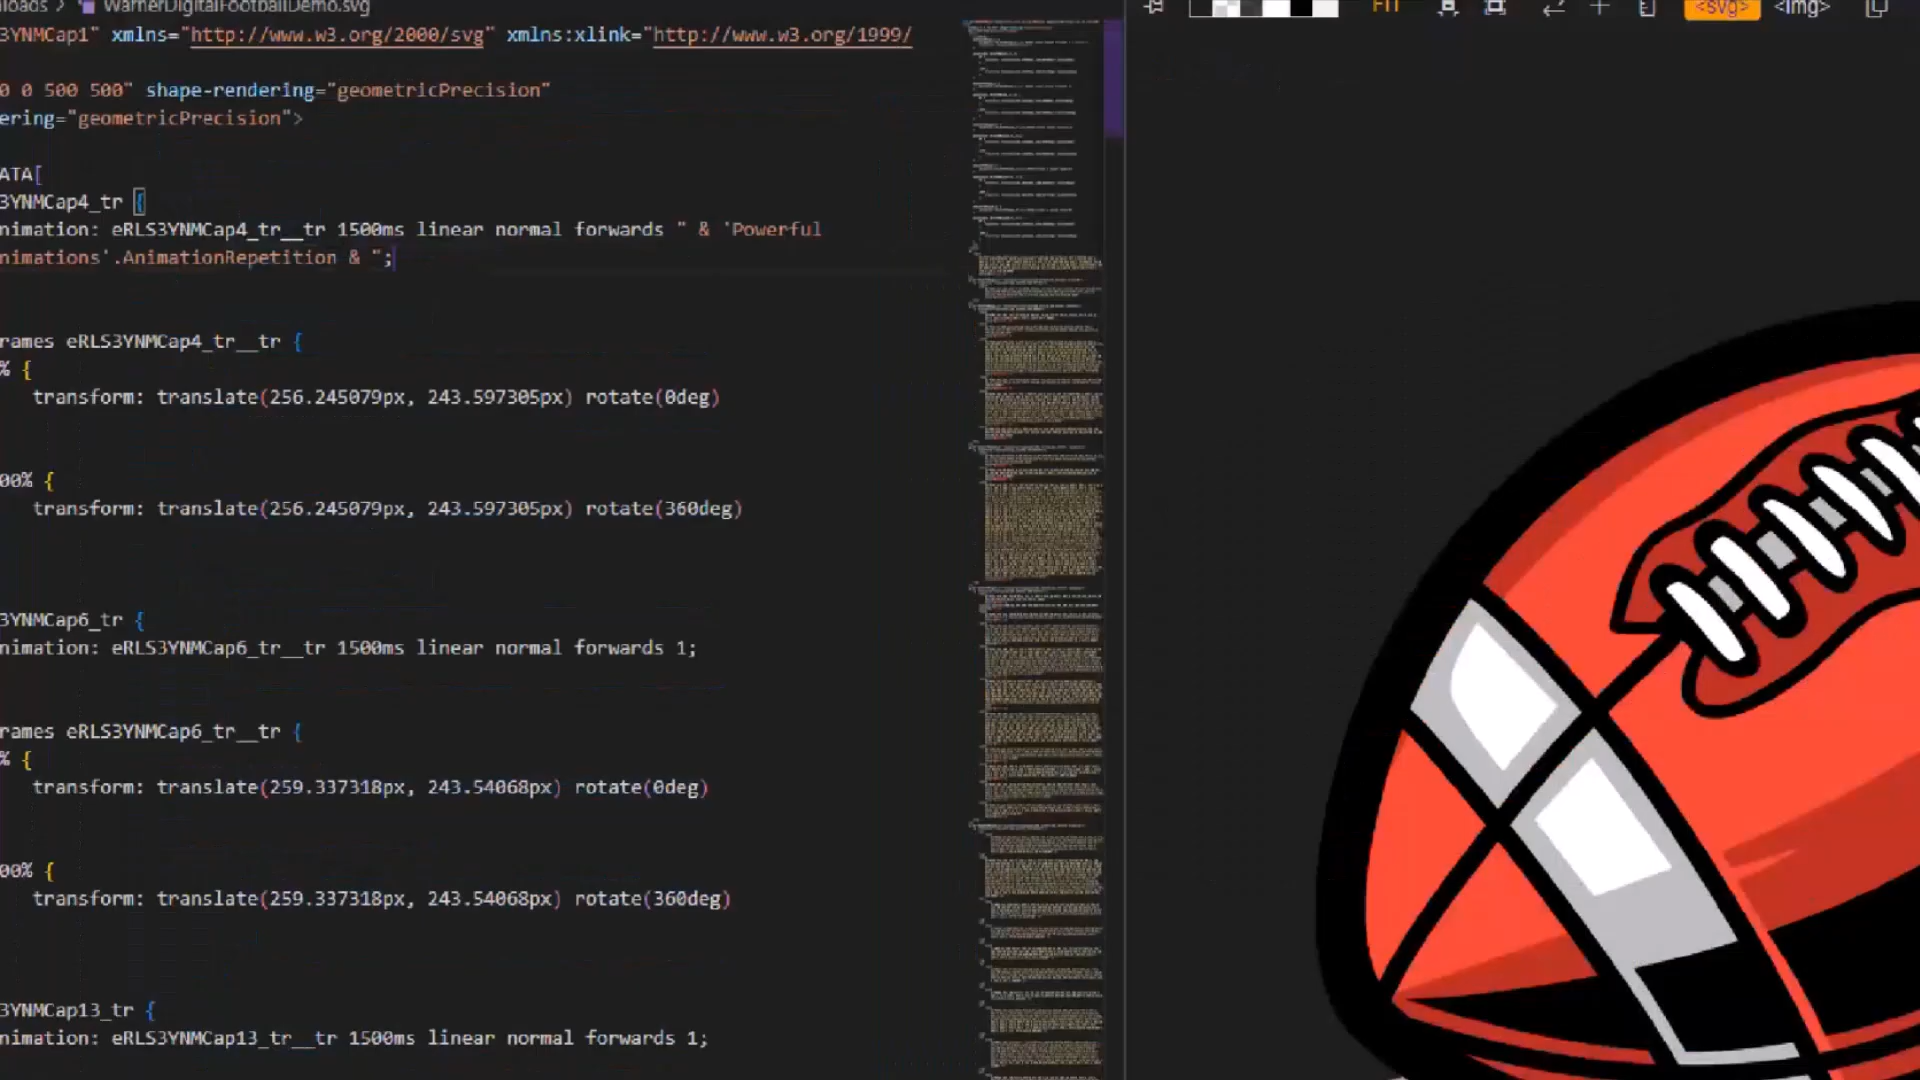 WarnerDigitalFootballDemo.svg
3YNMCap1" xmlns="http://www.w3.org/2000/svg" xmlns:xlink="http://www.w3.org/1999/
FIT <svg> <img>
0 0 500 500" shape-rendering="geometricPrecision"
ering="geometricPrecision">
ATA[
3YNMCap4_tr {
nimation: eRLS3YNMCap4_tr__tr 1500ms linear normal forwards " & 'Powerful
nimations'.AnimationRepetition & ";
rames eRLS3YNMCap4_tr__tr {
% {
transform: translate(256.245079px, 243.597305px) rotate(0deg)
00% {
transform: translate(256.245079px, 243.597305px) rotate(360deg)
3YNMCap6_tr {
nimation: eRLS3YNMCap6_tr__tr 1500ms linear normal forwards 1;
rames eRLS3YNMCap6_tr__tr {
% {
transform: translate(259.337318px, 243.54068px) rotate(0deg)
00% {
transform: translate(259.337318px, 243.54068px) rotate(360deg)
3YNMCap13_tr {
nimation: eRLS3YNMCap13_tr__tr 1500ms linear normal forwards 1;